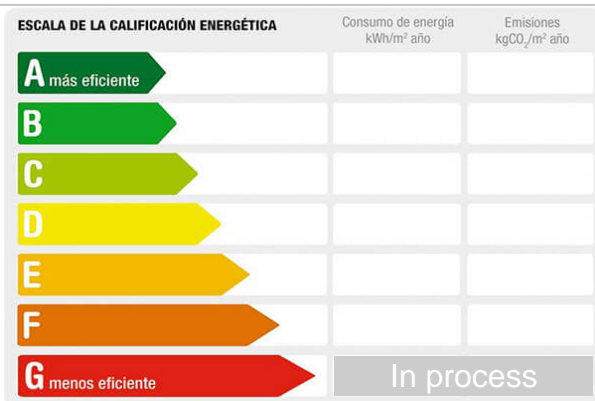 ESCALA DE LA CALIFICACIÓN ENERGÉTICA
Consumo de energía
kWh/m² año
Emisiones
kgCO₂/m² año
A más eficiente
B
C
D
E
F
G menos eficiente
In process